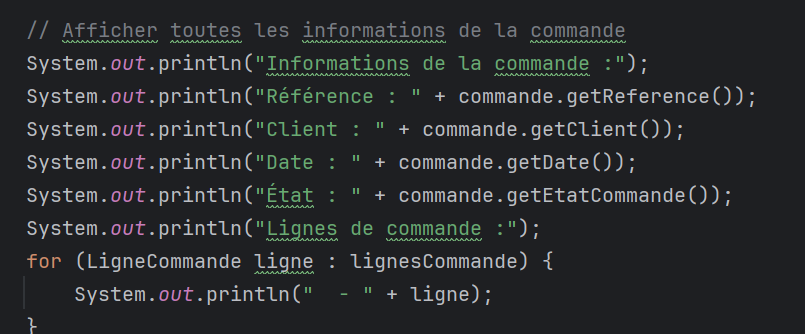 // Afficher toutes les informations de la commande
System.out.println("Informations de la commande :");
System.out.println("Référence : " + commande.getReference());
System.out.println("Client : " + commande.getClient());
System.out.println("Date : " + commande.getDate());
System.out.println("État : " + commande.getEtatCommande());
System.out.println("Lignes de commande :");
for (LigneCommande ligne : lignesCommande) {
    System.out.println("  - " + ligne);
}